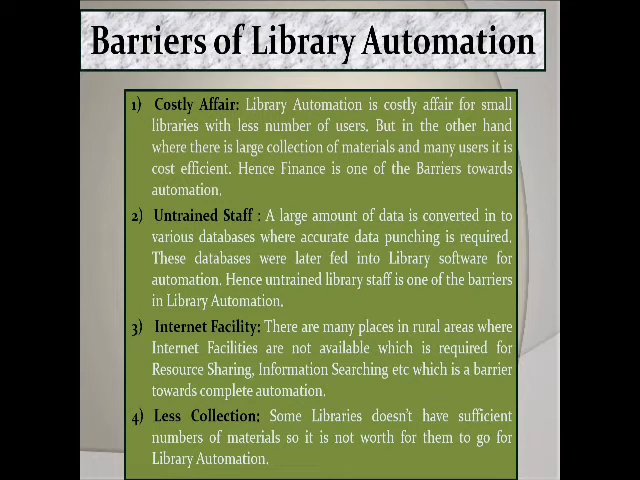 Barriers of Library Automation
1) Costly Affair: Library Automation is costly affair for small
libraries with less number of users. But in the other hand
where there is large collection of materials and many users it is
cost efficient. Hence Finance is one of the Barriers towards
automation.
2) Untrained Staff : A large amount of data is converted in to
various databases where accurate data punching is required.
These databases were later fed into Library software for
automation. Hence untrained library staff is one of the barriers
in Library Automation.
3) Internet Facility: There are many places in rural areas where
Internet Facilities are not available which is required for
Resource Sharing, Information Searching etc which is a barrier
towards complete automation.
4) Less Collection: Some Libraries doesn't have sufficient
numbers of materials so it is not worth for them to go for
Library Automation.